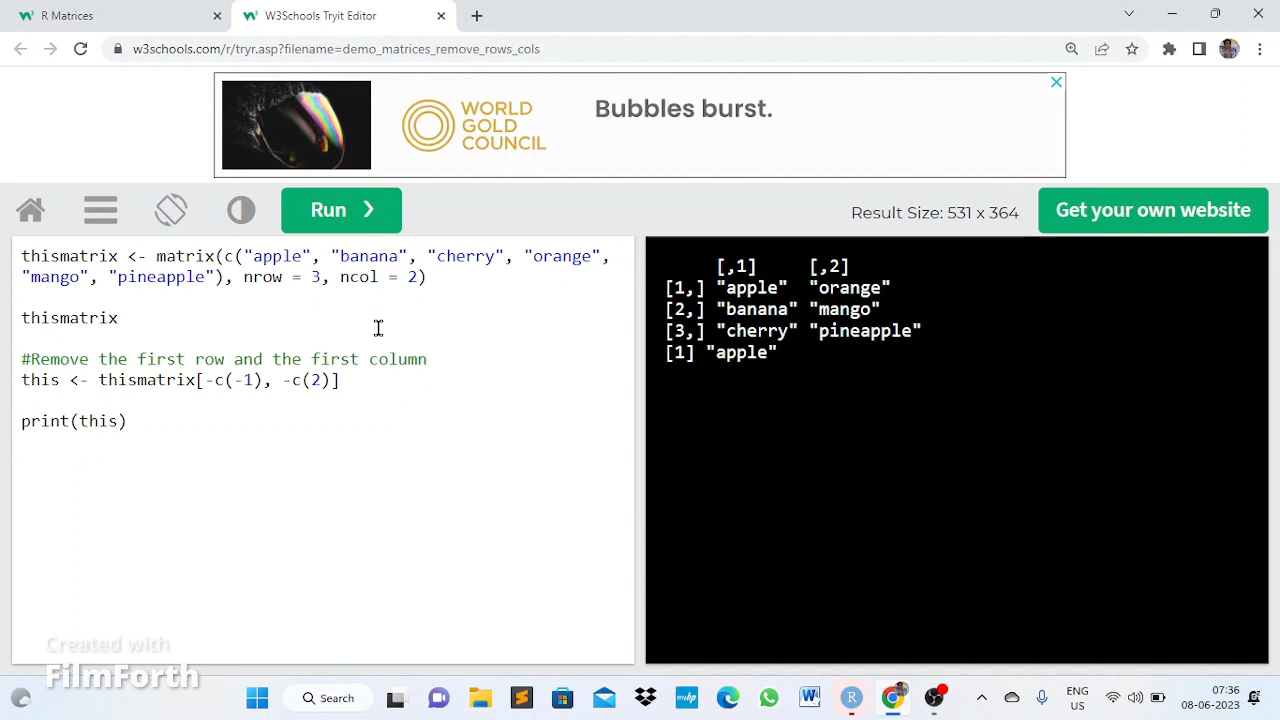 R Matrices
W3Schools Tryit Editor
w3schools.com/r/tryr.asp?filename=demo_matrices_remove_rows_cols
WORLD
GOLD
COUNCIL
Bubbles burst.
Run ❯
Result Size: 531 x 364
Get your own website
thismatrix <- matrix(c("apple", "banana", "cherry", "orange",
"mango", "pineapple"), nrow = 3, ncol = 2)
thismatrix
#Remove the first row and the first column
this <- thismatrix[-c(-1), -c(2)]
print(this)
[,1] [,2]
[1,] "apple" "orange"
[2,] "banana" "mango"
[3,] "cherry" "pineapple"
[1] "apple"
Created with
FilmForth
Search
myhp
W
R
ENG
US
07:36
08-06-2023